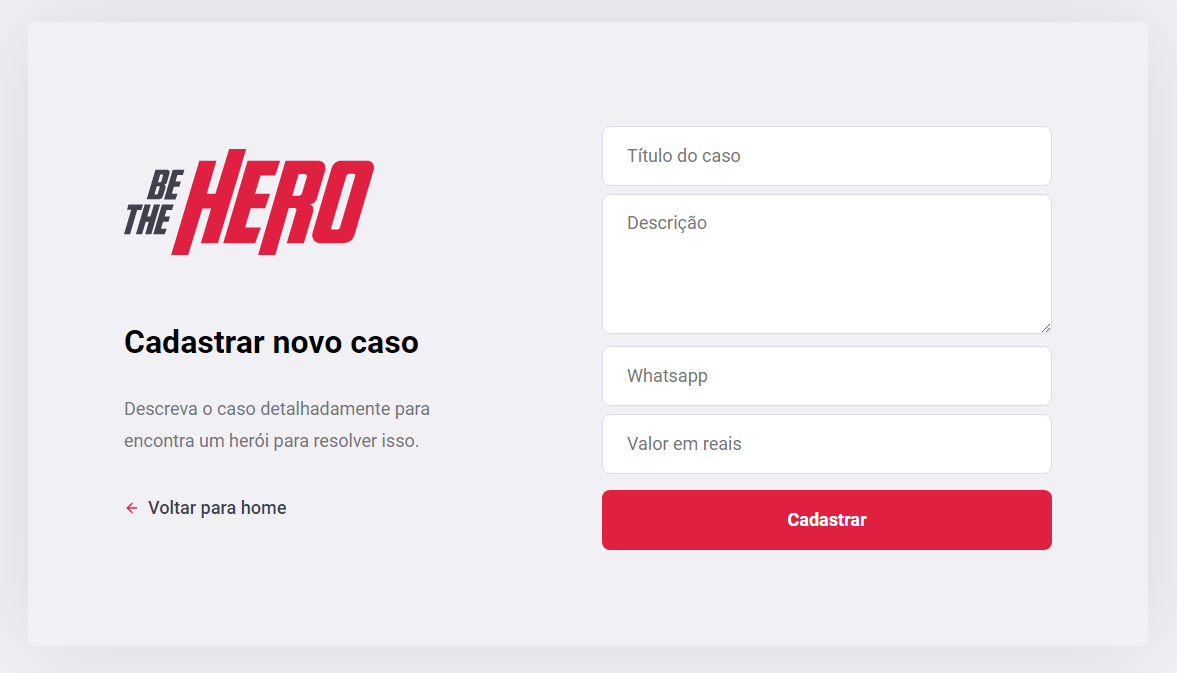 BE
THE
HERO
Cadastrar novo caso
Descreva o caso detalhadamente para
encontra um herói para resolver isso.
Voltar para home
Título do caso
Descrição
Whatsapp
Valor em reais
Cadastrar